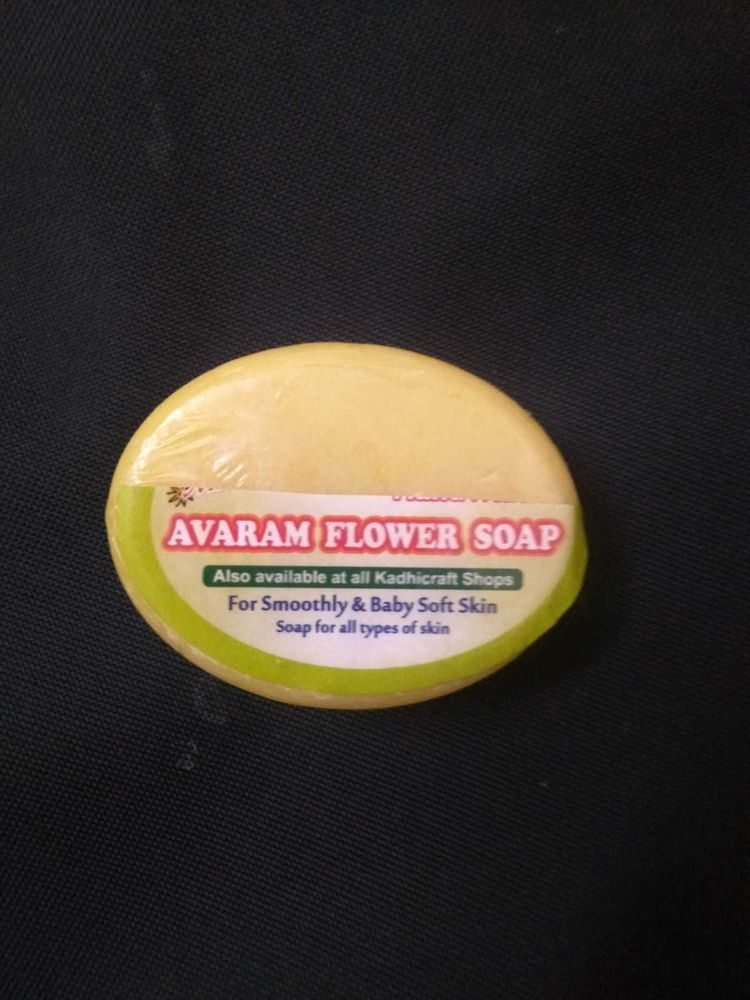 AVARAM FLOWER SOAP
Also available at all Kadhicraft Shops
For Smoothly & Baby Soft Skin
Soap for all types of skin